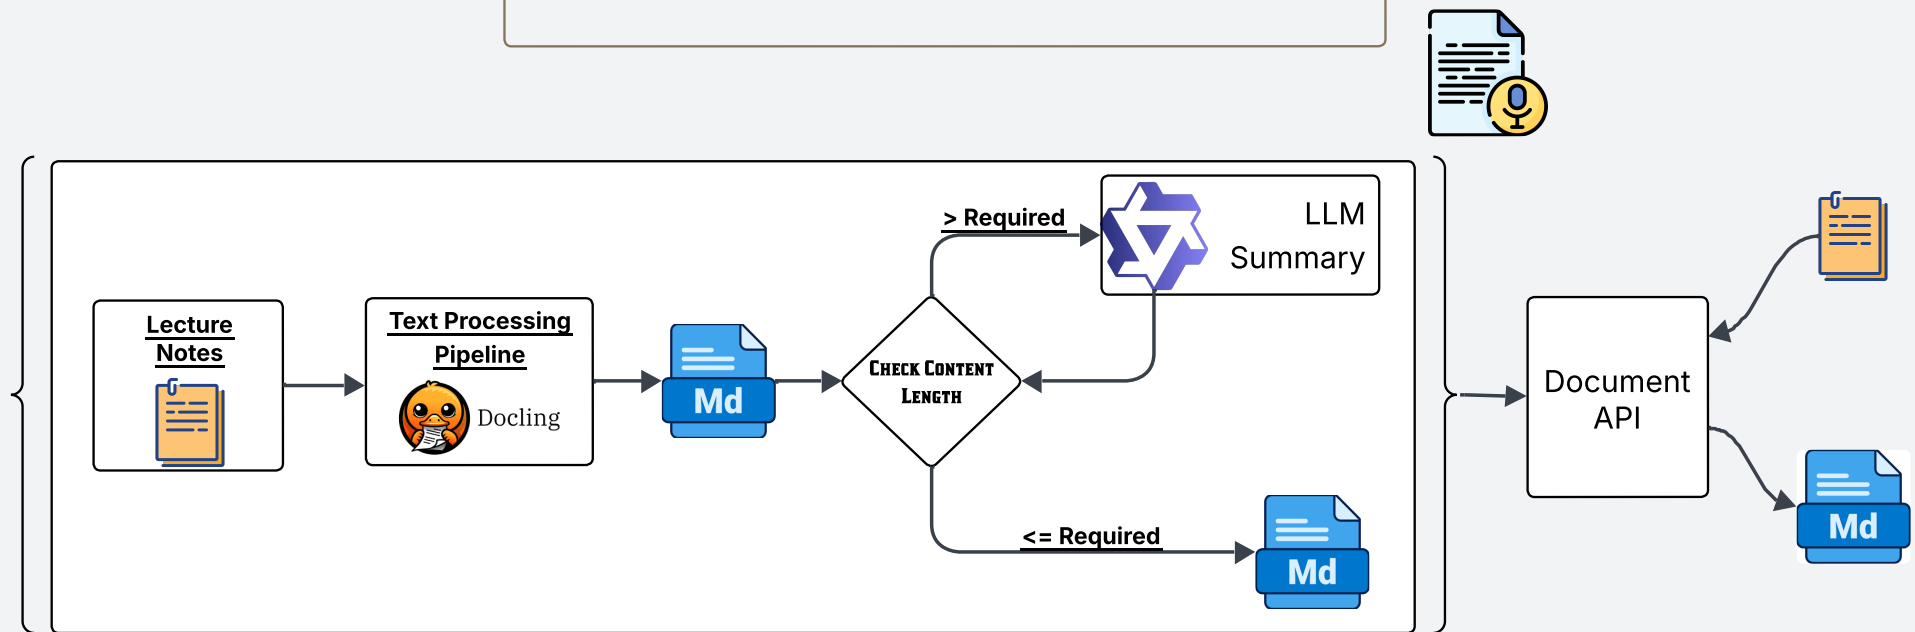 > Required
LLM
Summary
Lecture
Notes
Text Processing
Pipeline
Docling
Md
Check Content
Length
Document
API
<= Required
Md
Md